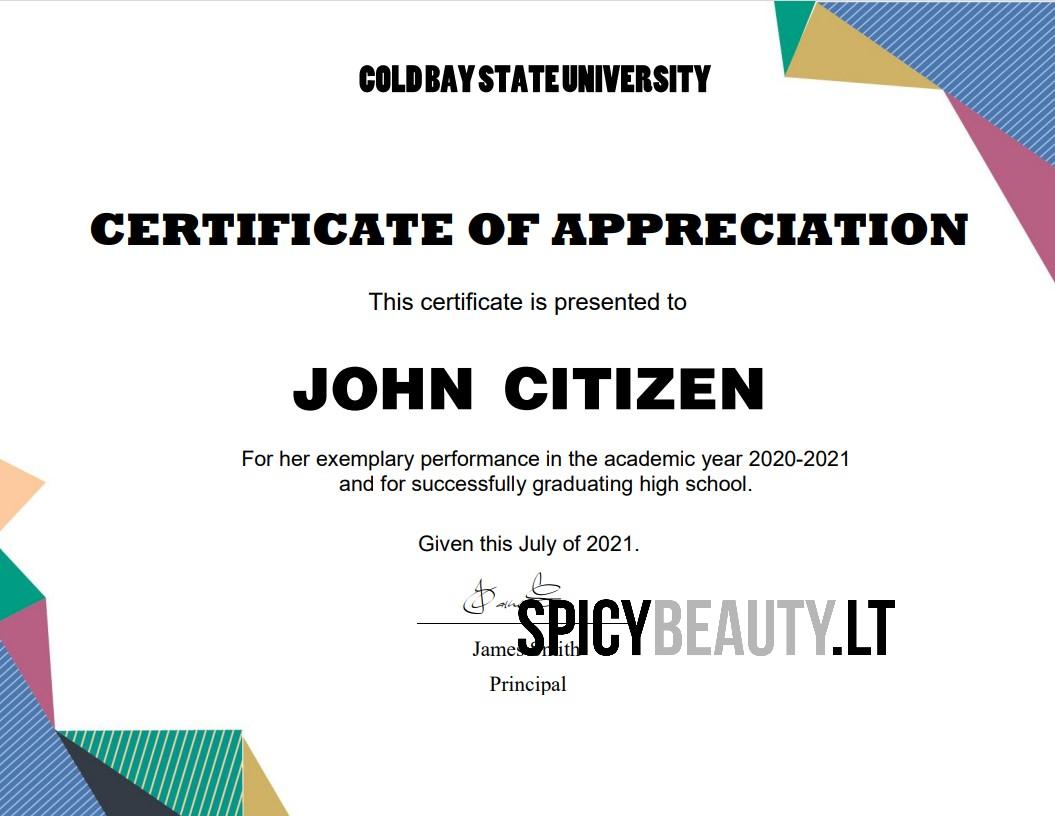 COLD BAY STATE UNIVERSITY
CERTIFICATE OF APPRECIATION
This certificate is presented to
JOHN CITIZEN
For her exemplary performance in the academic year 2020-2021
and for successfully graduating high school.
Given this July of 2021.
SPICYBEAUTY.LT
James Smith
Principal